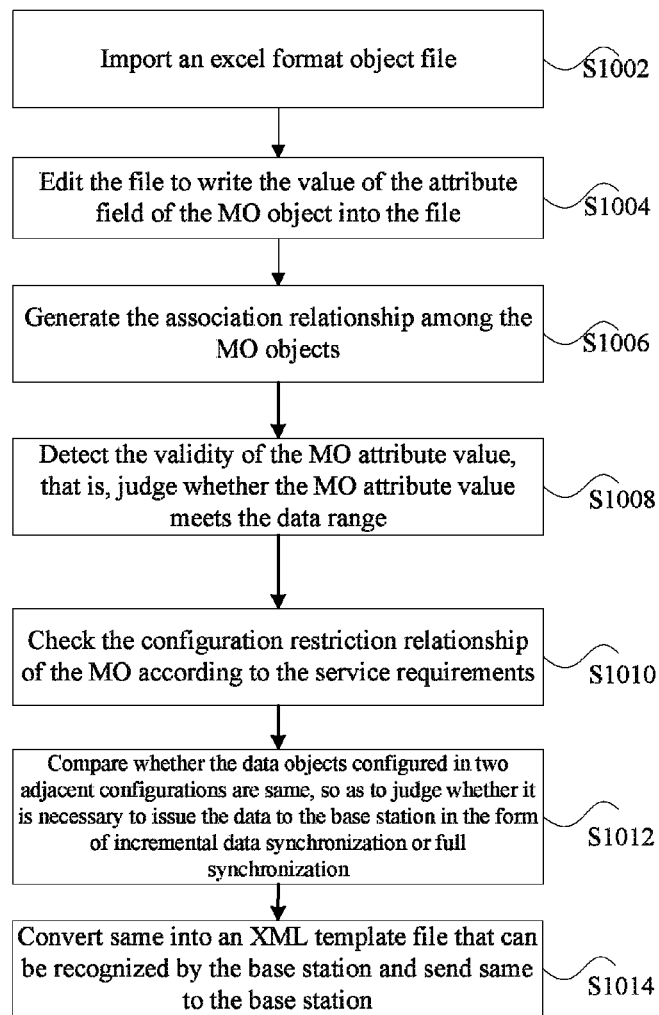 Import an excel format object file
S1002
Edit the file to write the value of the attribute
field of the MO object into the file
S1004
Generate the association relationship among the
MO objects
S1006
Detect the validity of the MO attribute value,
that is, judge whether the MO attribute value
meets the data range
S1008
Check the configuration restriction relationship
of the MO according to the service requirements
S1010
Compare whether the data objects configured in two
adjacent configurations are same, so as to judge whether it
is necessary to issue the data to the base station in the form
of incremental data synchronization or full
synchronization
S1012
Convert same into an XML template file that can
be recognized by the base station and send same
to the base station
S1014